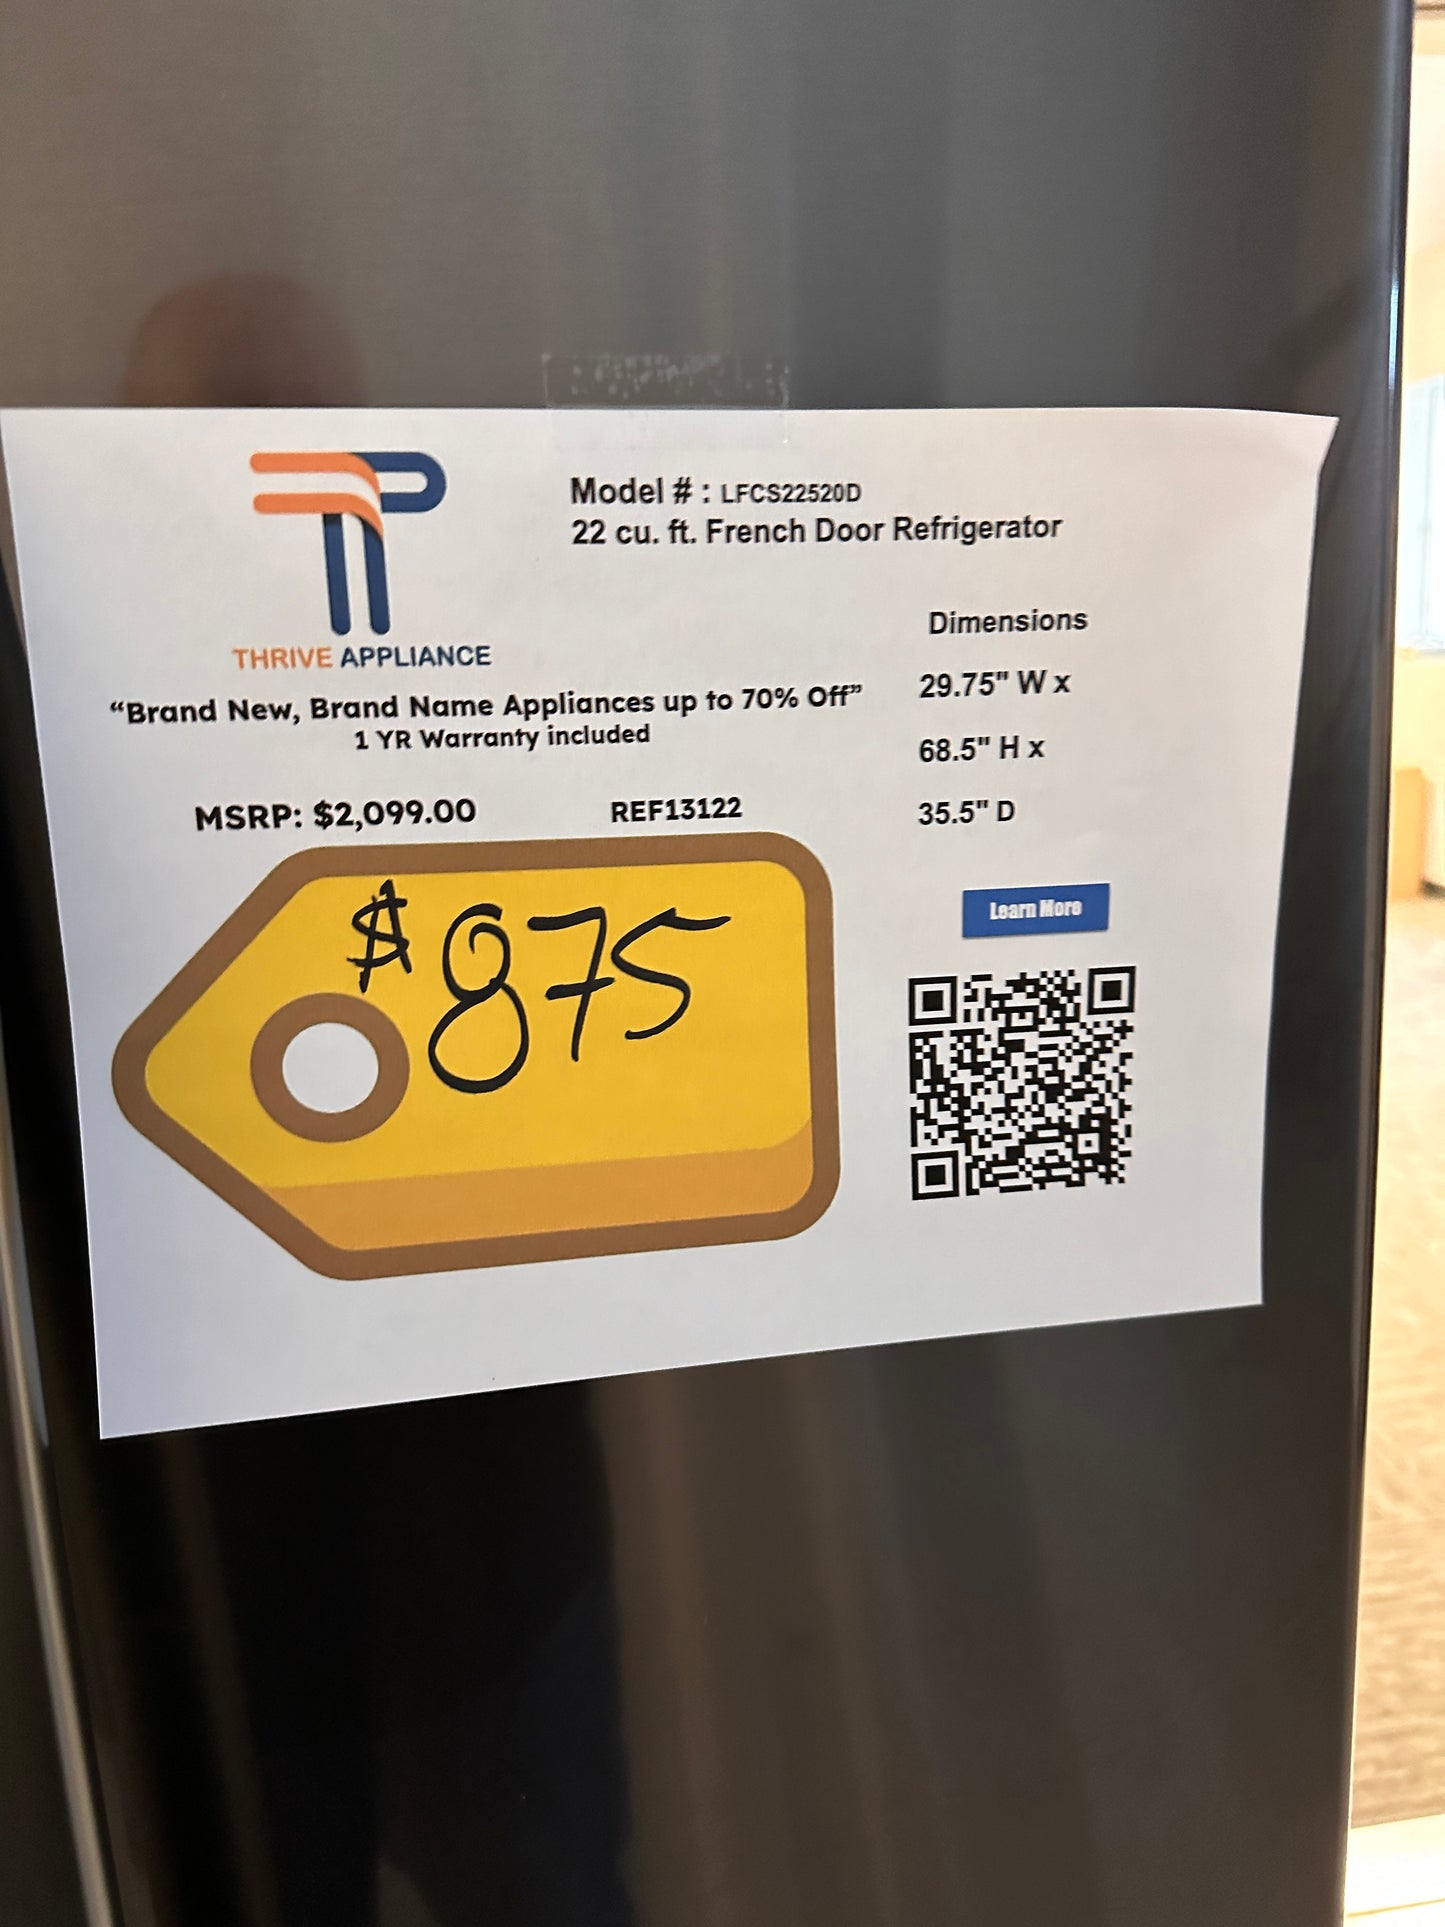 Model # : LFCS22520D
22 cu. ft. French Door Refrigerator
THRIVE APPLIANCE
“Brand New, Brand Name Appliances up to 70% Off”
1 YR Warranty included
MSRP: $2,099.00
REF13122
$875
Dimensions
29.75" W x
68.5" H x
35.5" D
Learn More